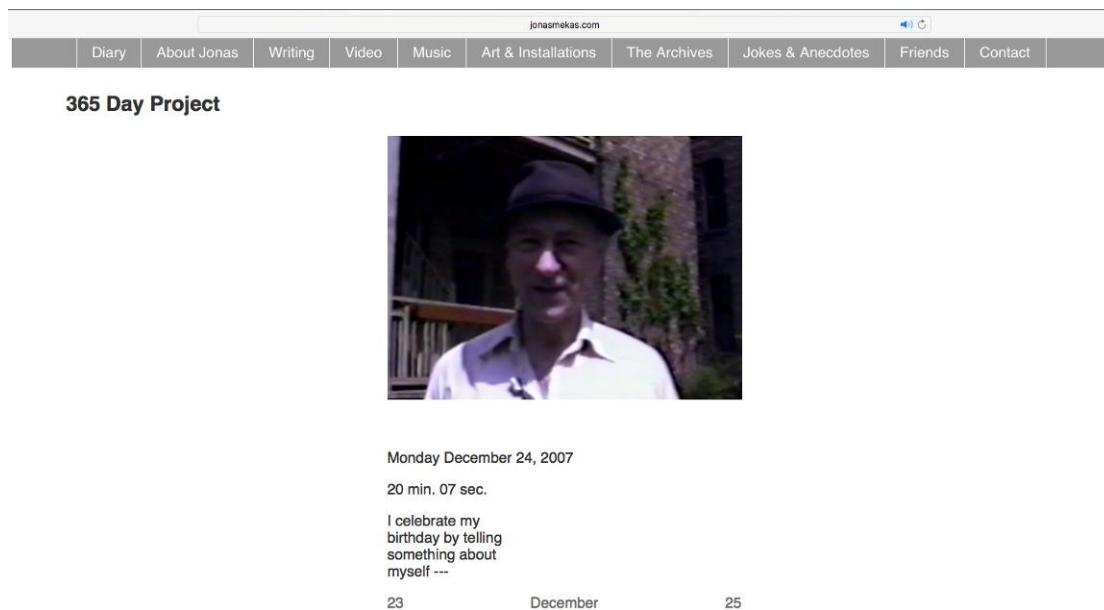 jonasmekas.com
Diary About Jonas Writing Video Music Art & Installations The Archives Jokes & Anecdotes Friends Contact
365 Day Project
Monday December 24, 2007
20 min. 07 sec.
I celebrate my
birthday by telling
something about
myself ---
23 December 25